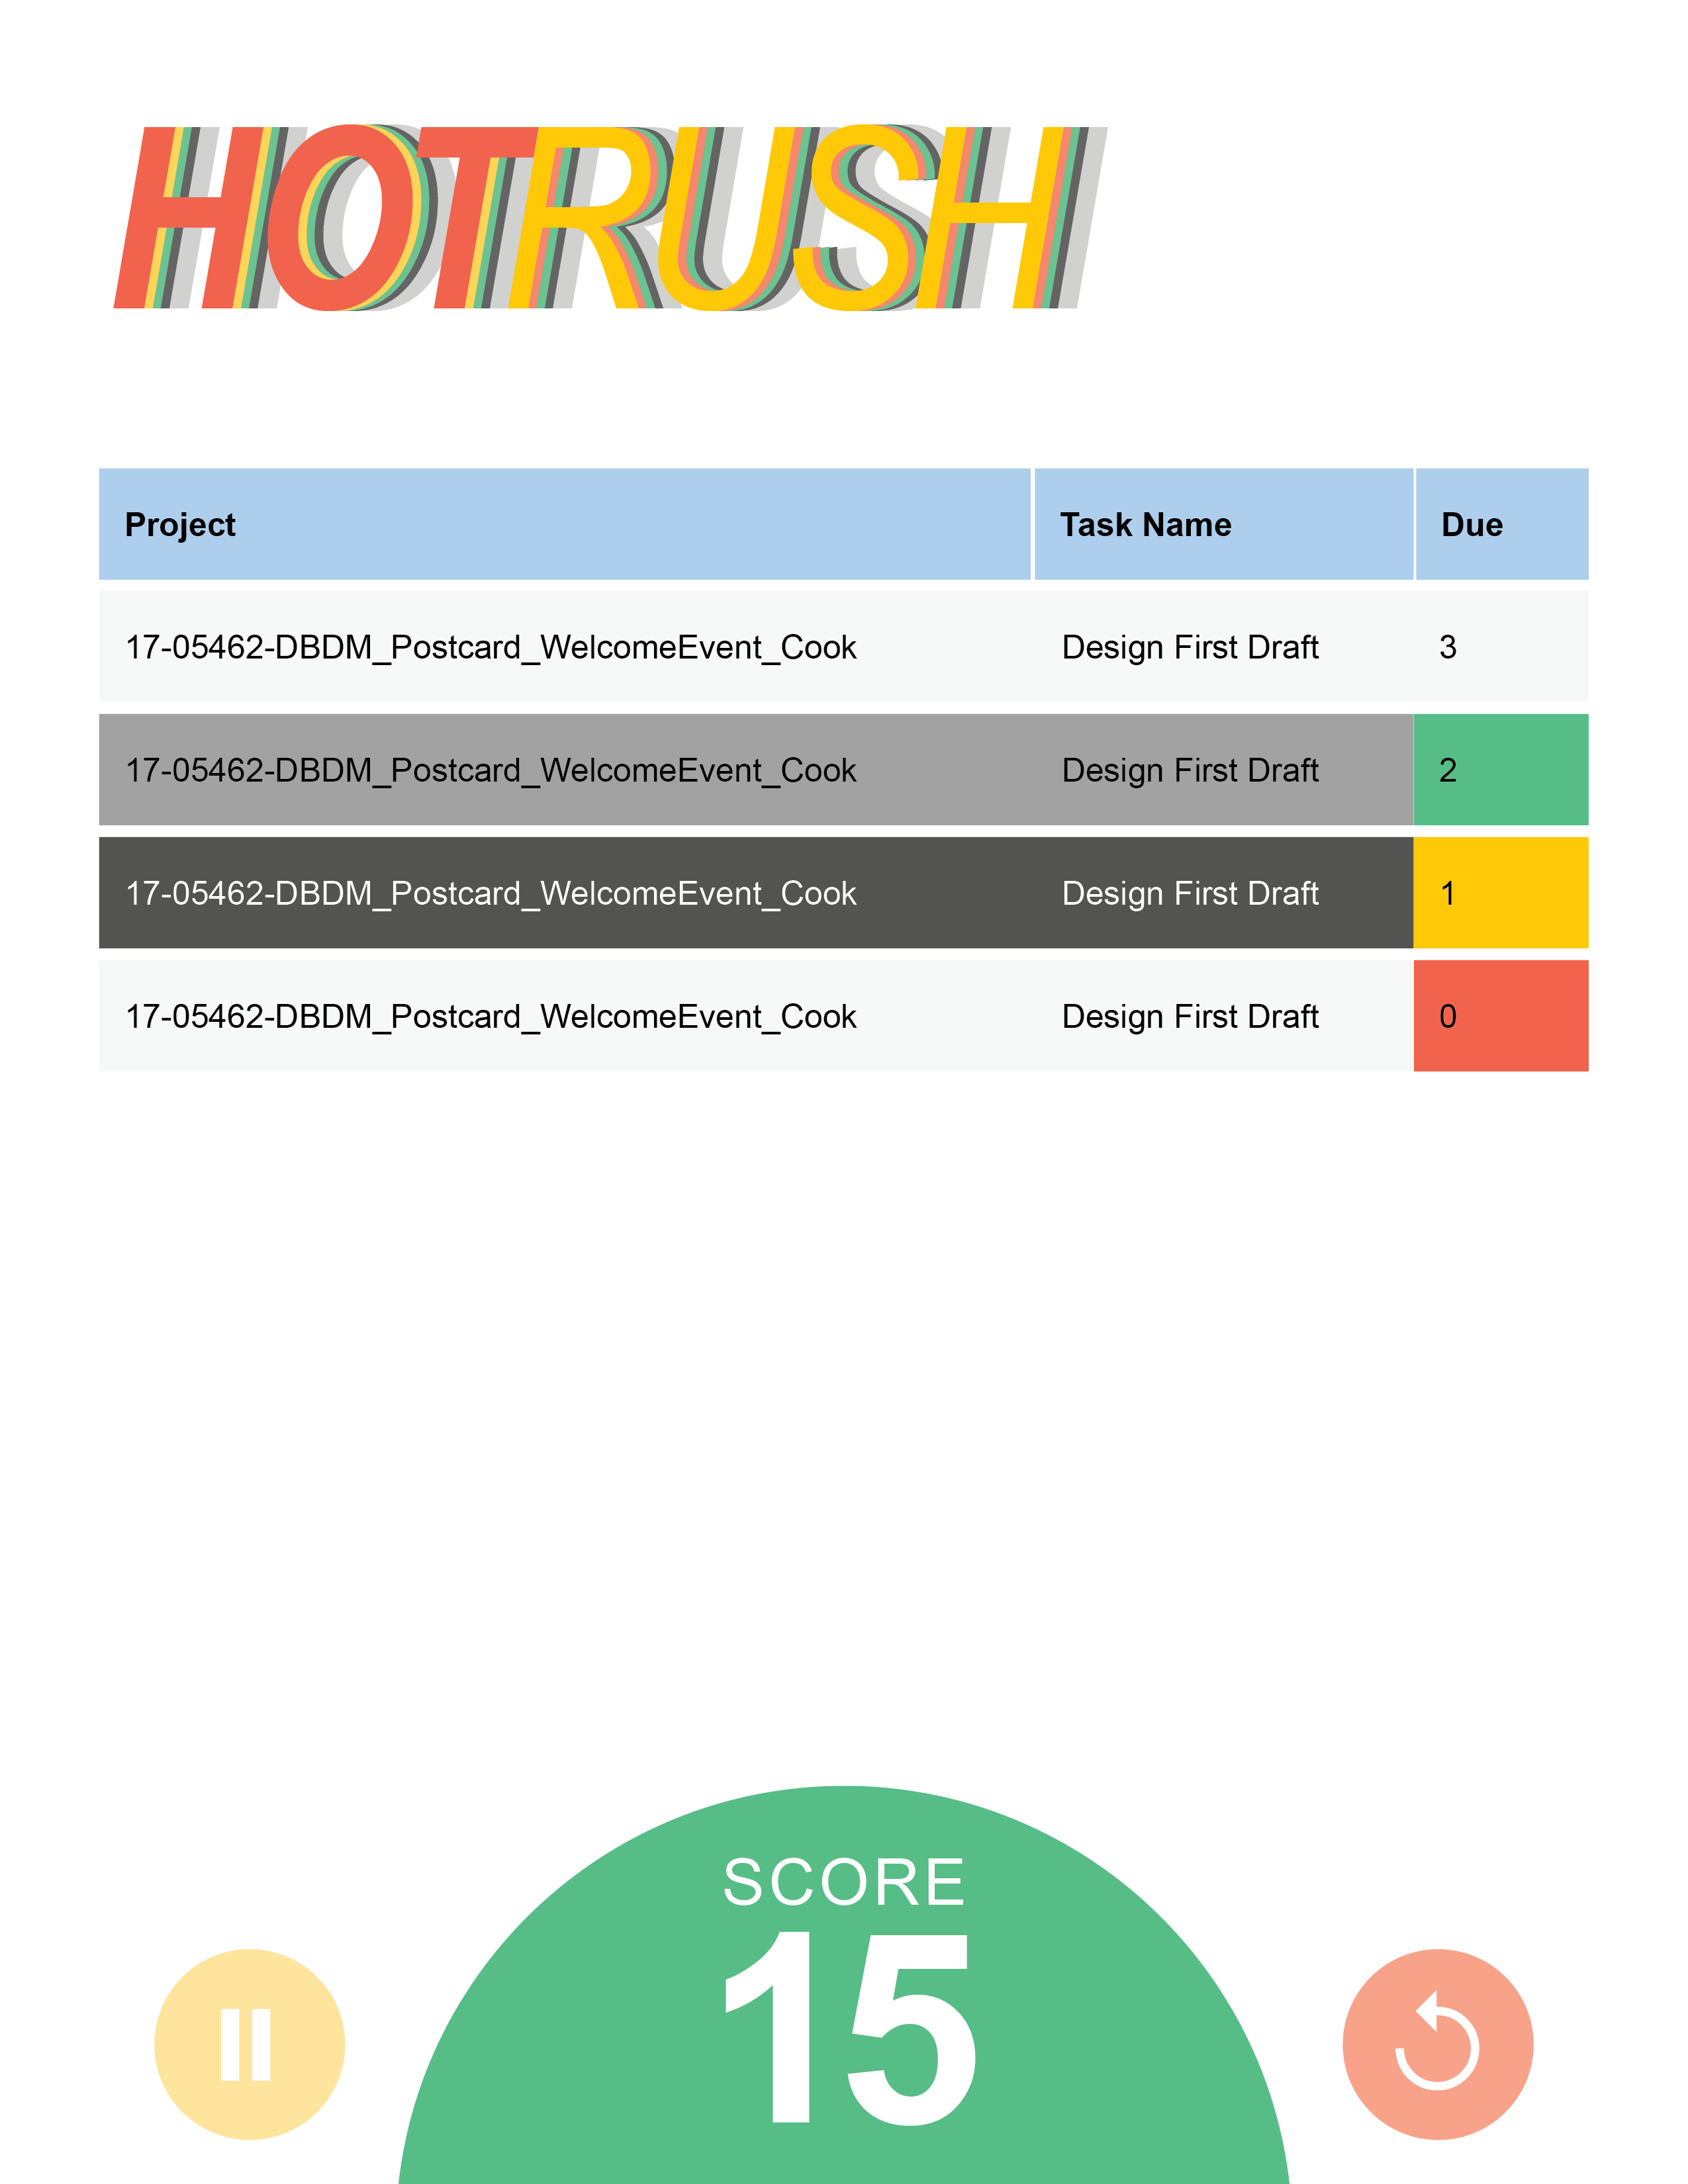 HOTRUSH
Project Task Name Due
17-05462-DBDM_Postcard_WelcomeEvent_Cook Design First Draft 3
17-05462-DBDM_Postcard_WelcomeEvent_Cook Design First Draft 2
17-05462-DBDM_Postcard_WelcomeEvent_Cook Design First Draft 1
17-05462-DBDM_Postcard_WelcomeEvent_Cook Design First Draft 0
SCORE
15